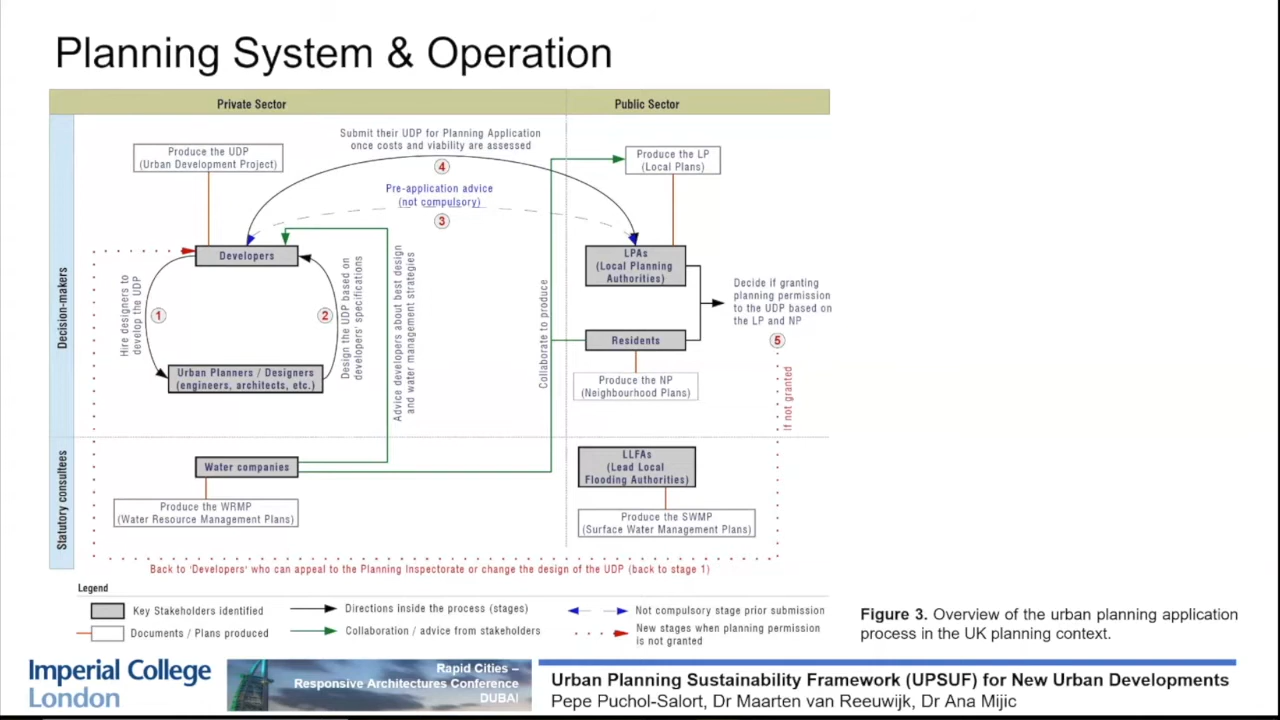 Planning System & Operation
Private Sector
Public Sector
Decision-makers
Statutory consultees
Produce the UDP
(Urban Development Project)
Submit their UDP for Planning Application
once costs and viability are assessed
4
Pre-application advice
(not compulsory)
3
Produce the LP
(Local Plans)
Developers
LPAs
(Local Planning
Authorities)
Hire designers to
develop the UDP
1
2
Design the UDP based on
developers' specifications
Advice developers about best design
and water management strategies
Collaborate to produce
Decide if granting
planning permission
to the UDP based on
the LP and NP
5
If not granted
Residents
Urban Planners / Designers
(engineers, architects, etc.)
Produce the NP
(Neighbourhood Plans)
Water companies
LLFAs
(Lead Local
Flooding Authorities)
Produce the WRMP
(Water Resource Management Plans)
Produce the SWMP
(Surface Water Management Plans)
Back to 'Developers' who can appeal to the Planning Inspectorate or change the design of the UDP (back to stage 1)
Legend
Key Stakeholders identified
Directions inside the process (stages)
Not compulsory stage prior submission
Documents / Plans produced
Collaboration / advice from stakeholders
New stages when planning permission
is not granted
Figure 3. Overview of the urban planning application
process in the UK planning context.
Imperial College
London
Rapid Cities –
Responsive Architectures Conference
DUBAI
Urban Planning Sustainability Framework (UPSUF) for New Urban Developments
Pepe Puchol-Salort, Dr Maarten van Reeuwijk, Dr Ana Mijic